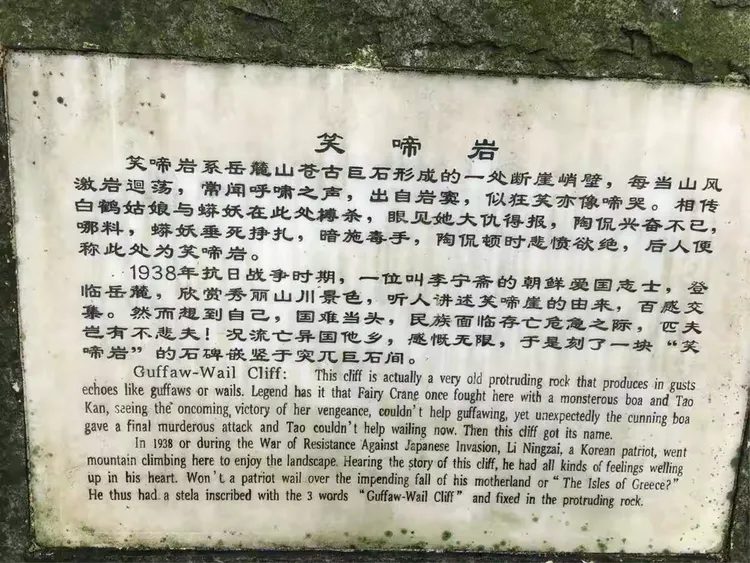 笑啼岩
笑啼岩系岳麓山苍古巨石形成的一处断崖峭壁，每当山风
激岩迴荡，常闻呼啸之声，出自岩窦，似狂笑亦像啼哭。相传
白鹤姑娘与蟒妖在此处搏杀，眼见她大仇得报，陶侃兴奋不已，
哪料，蟒妖垂死挣扎，暗施毒手，陶侃顿时悲愤欲绝，后人便
称此处为笑啼岩。
1938年抗日战争时期，一位叫李宁斋的朝鲜爱国志士，登
临岳麓，欣赏秀丽山川景色，听人讲述笑啼崖的由来，百感交
集。然而想到自己，国难当头，民族面临存亡危急之际，匹夫
岂有不悲夫！况流亡异国他乡，感慨无限，于是刻了一块“笑
啼岩”的石碑嵌竖于突兀巨石间。
Guffaw-Wail Cliff: This cliff is actually a very old protruding rock that produces in gusts
echoes like guffaws or wails. Legend has it that Fairy Crane once fought here with a monsterous boa and Tao
Kan, seeing the oncoming victory of her vengeance, couldn't help guffawing, yet unexpectedly the cunning boa
gave a final murderous attack and Tao couldn't help wailing now. Then this cliff got its name.
In 1938 or during the War of Resistance Against Japanese Invasion, Li Ningzai, a Korean patriot, went
mountain climbing here to enjoy the landscape. Hearing the story of this cliff, he had all kinds of feelings welling
up in his heart. Won't a patriot wail over the impending fall of his motherland or "The Isles of Greece?"
He thus had a stela inscribed with the 3 words "Guffaw-Wail Cliff" and fixed in the protruding rock.